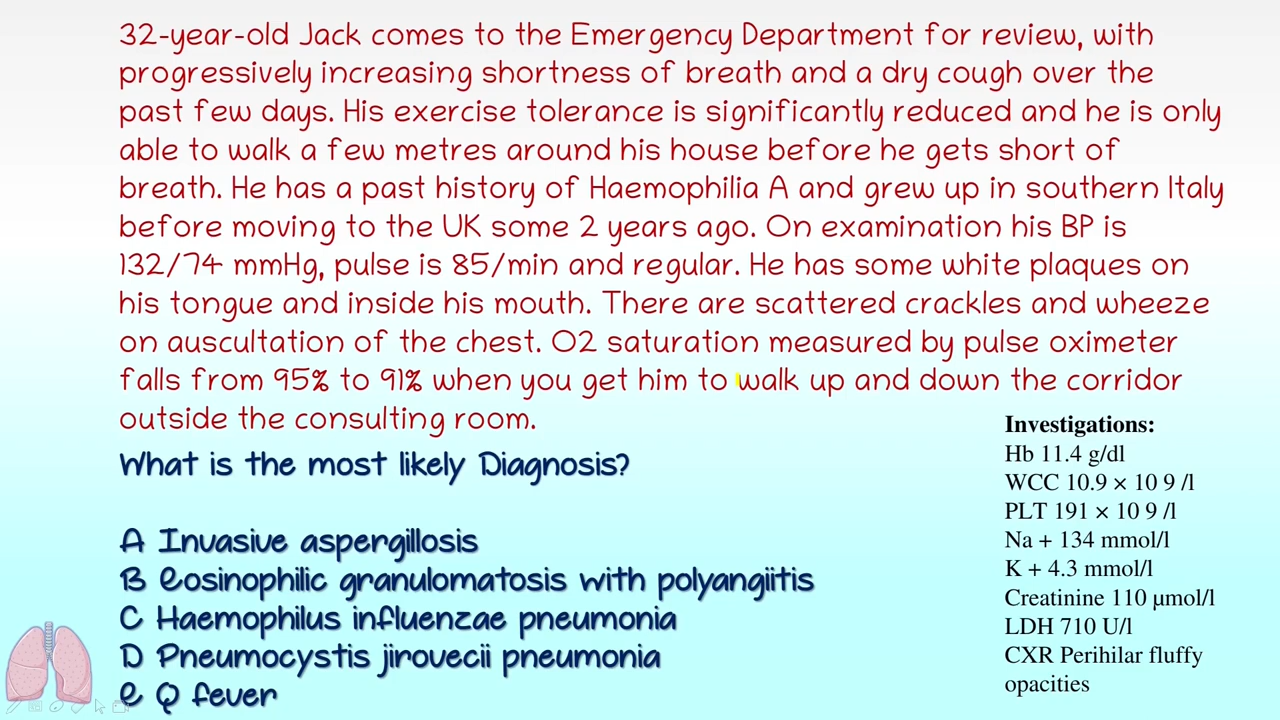 32-year-old Jack comes to the Emergency Department for review, with
progressively increasing shortness of breath and a dry cough over the
past few days. His exercise tolerance is significantly reduced and he is only
able to walk a few metres around his house before he gets short of
breath. He has a past history of Haemophilia A and grew up in southern Italy
before moving to the UK some 2 years ago. On examination his BP is
132/74 mmHg, pulse is 85/min and regular. He has some white plaques on
his tongue and inside his mouth. There are scattered crackles and wheeze
on auscultation of the chest. O2 saturation measured by pulse oximeter
falls from 95% to 91% when you get him to walk up and down the corridor
outside the consulting room.
What is the most likely Diagnosis?
A Invasive aspergillosis
B Eosinophilic granulomatosis with polyangiitis
C Haemophilus influenzae pneumonia
D Pneumocystis jirovecii pneumonia
E Q fever
Investigations:
Hb 11.4 g/dl
WCC 10.9 × 10 9 /l
PLT 191 × 10 9 /l
Na + 134 mmol/l
K + 4.3 mmol/l
Creatinine 110 µmol/l
LDH 710 U/l
CXR Perihilar fluffy
opacities